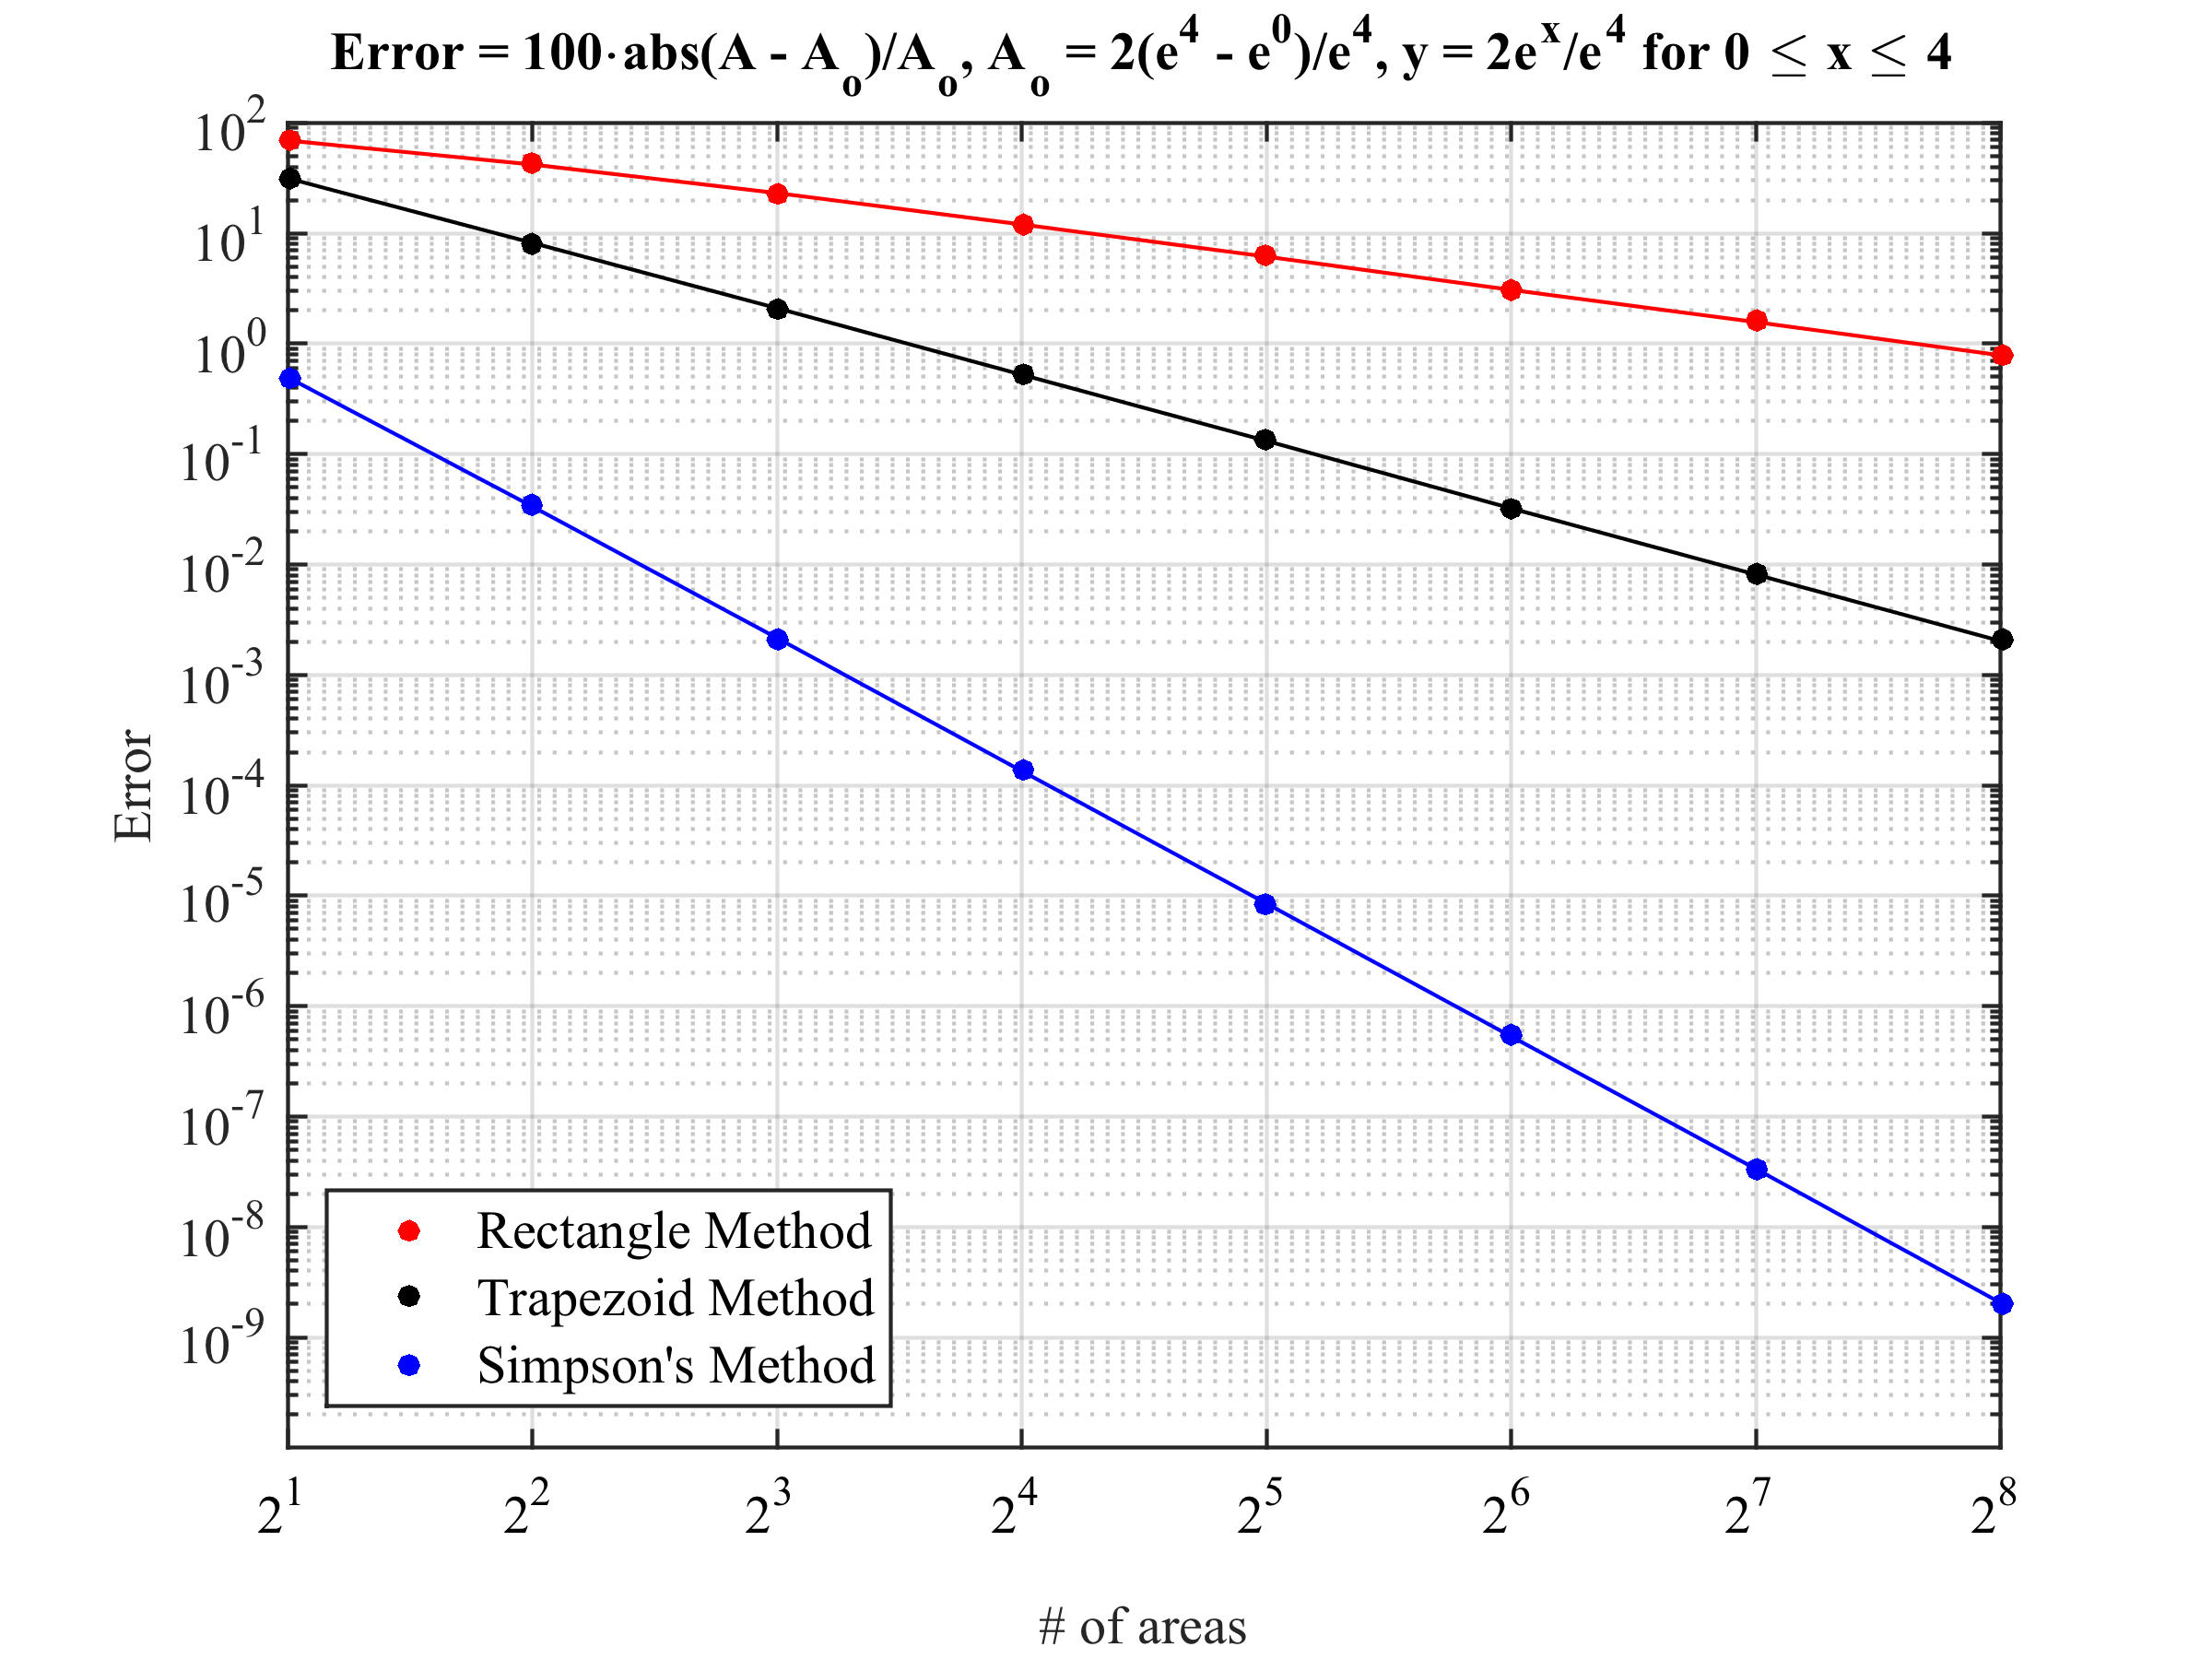 Error = 100·abs(A - Aₒ)/Aₒ, Aₒ = 2(e⁴ - e⁰)/e⁴, y = 2eˣ/e⁴ for 0 ≤ x ≤ 4
10²
10¹
10⁰
10⁻¹
10⁻²
10⁻³
10⁻⁴
10⁻⁵
10⁻⁶
10⁻⁷
10⁻⁸
10⁻⁹
Error
Rectangle Method
Trapezoid Method
Simpson's Method
2¹ 2² 2³ 2⁴ 2⁵ 2⁶ 2⁷ 2⁸
# of areas